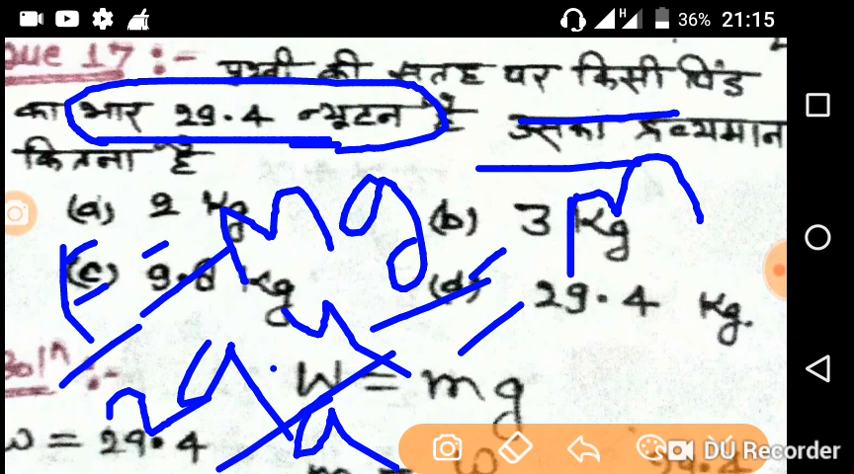 H 36% 21:15
Que 17 :- पृथ्वी की सतह पर किसी पिंड
का भार 29.4 न्यूटन है उसका द्रव्यमान
कितना है
(a) 2 Kg (b) 3 Kg
(c) 9.8 Kg (d) 29.4 Kg.
Solⁿ :- W = mg
W = 29.4
DU Recorder